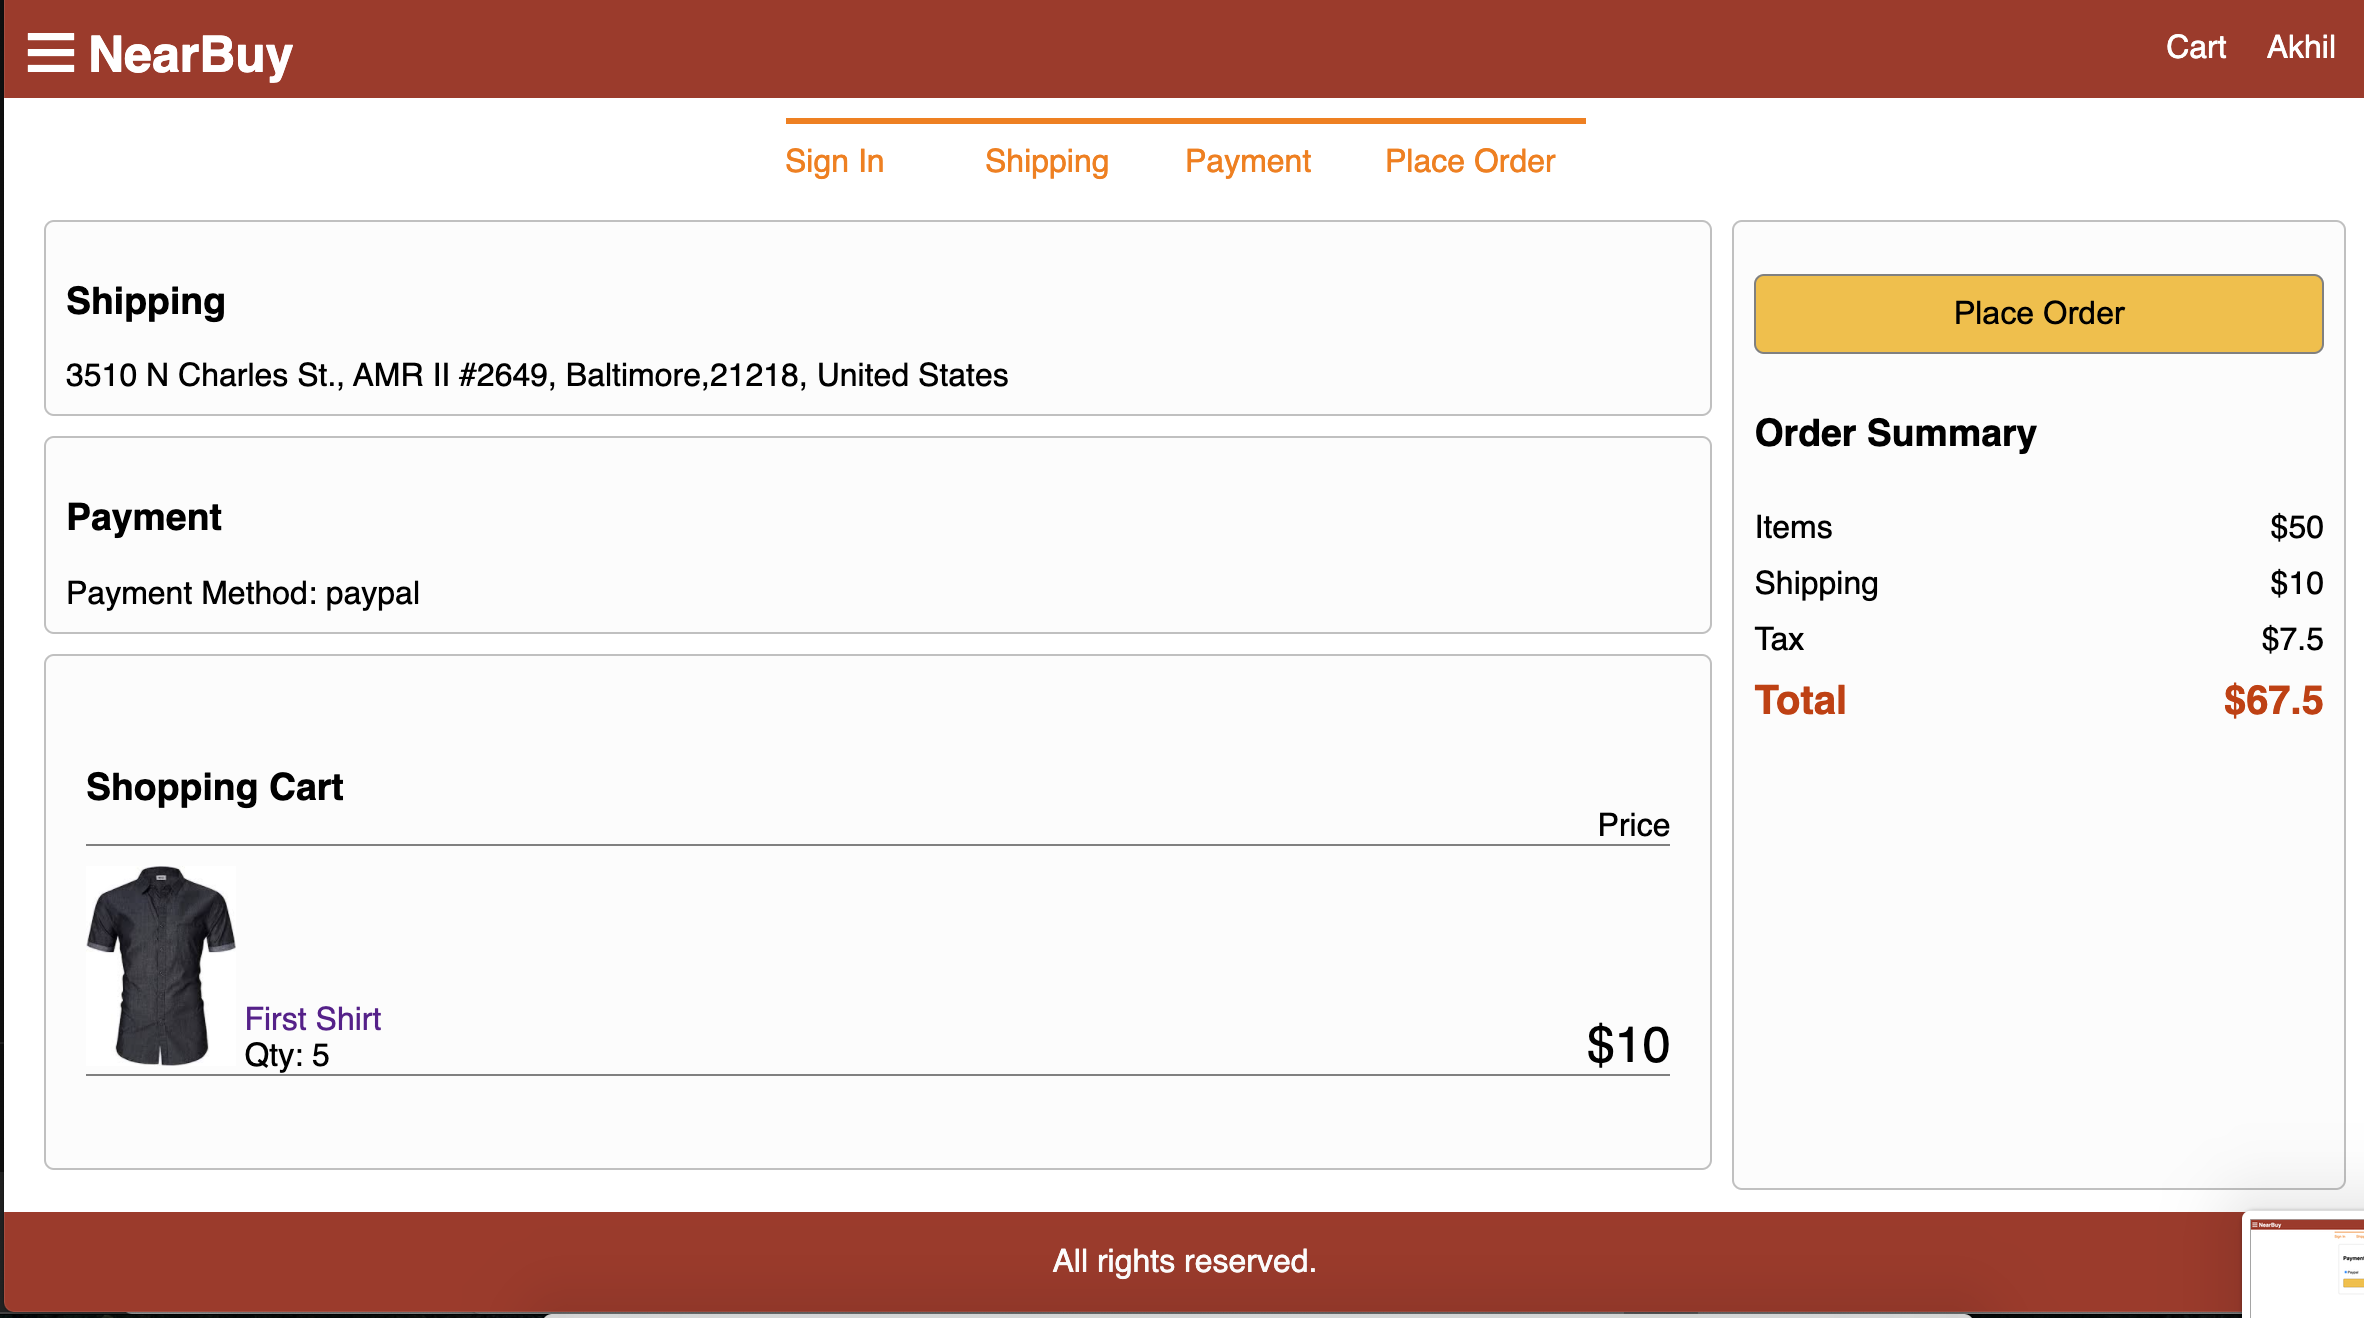 NearBuy
Cart Akhil
Sign In Shipping Payment Place Order
Shipping
3510 N Charles St., AMR II #2649, Baltimore,21218, United States
Payment
Payment Method: paypal
Shopping Cart
Price
First Shirt
Qty: 5
$10
Place Order
Order Summary
Items $50
Shipping $10
Tax $7.5
Total $67.5
All rights reserved.
NearBuy